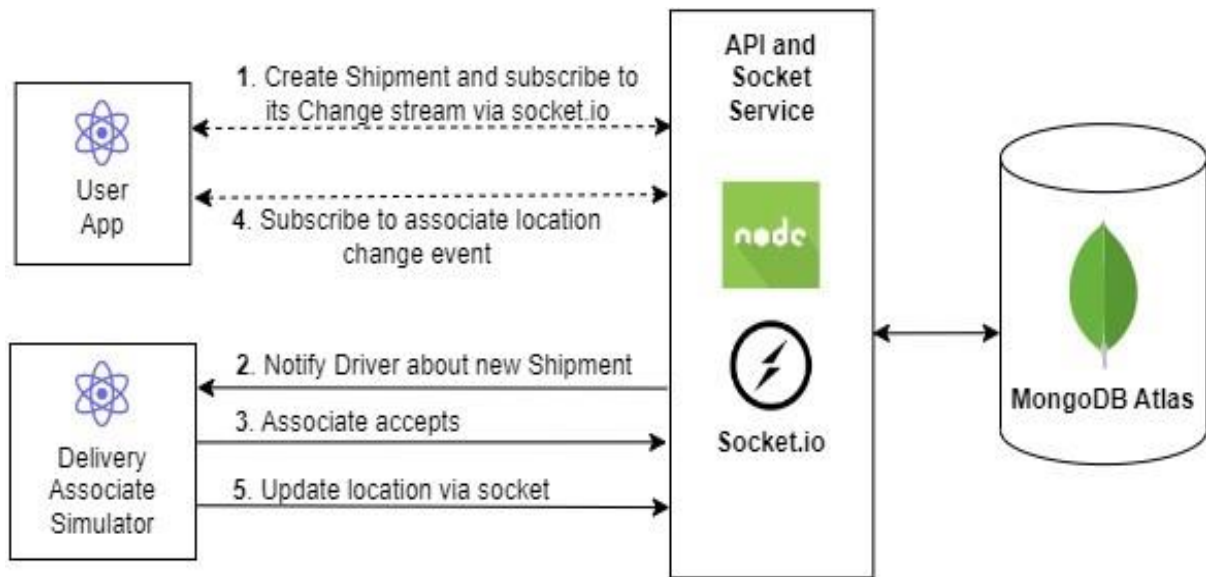 1. Create Shipment and subscribe to
its Change stream via socket.io
User
App
4. Subscribe to associate location
change event
2. Notify Driver about new Shipment
3. Associate accepts
5. Update location via socket
Delivery
Associate
Simulator
API and
Socket
Service
node
Socket.io
MongoDB Atlas